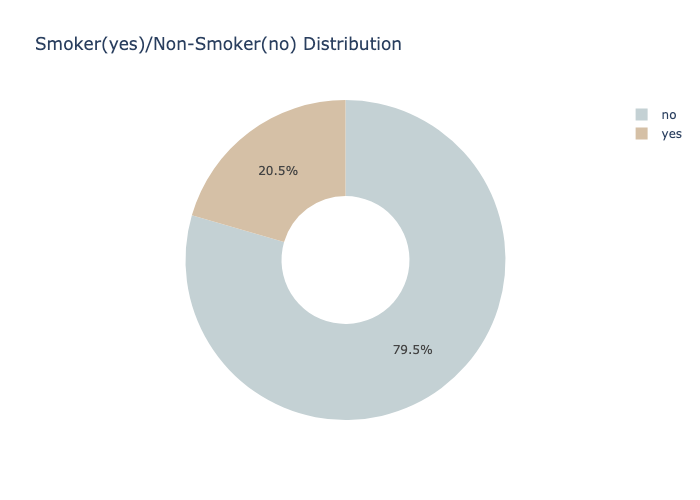 Smoker(yes)/Non-Smoker(no) Distribution
no
yes
20.5%
79.5%